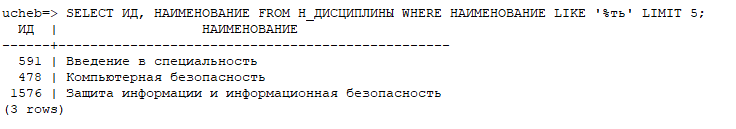 ucheb=> SELECT ИД, НАИМЕНОВАНИЕ FROM Н_ДИСЦИПЛИНЫ WHERE НАИМЕНОВАНИЕ LIKE '%ть' LIMIT 5;
  ИД  |                   НАИМЕНОВАНИЕ
------+--------------------------------------------------
  591 | Введение в специальность
  478 | Компьютерная безопасность
 1576 | Защита информации и информационная безопасность
(3 rows)